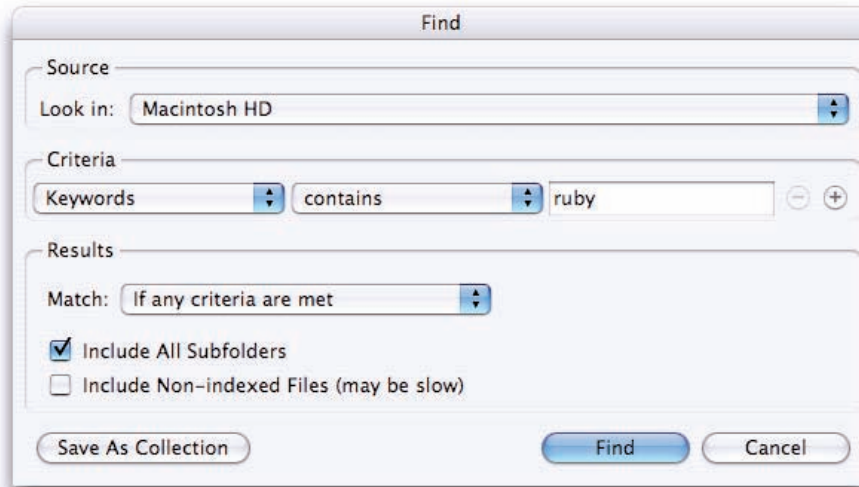 Find
Source
Look in: Macintosh HD
Criteria
Keywords contains ruby
Results
Match: If any criteria are met
Include All Subfolders
Include Non-indexed Files (may be slow)
Save As Collection Find Cancel